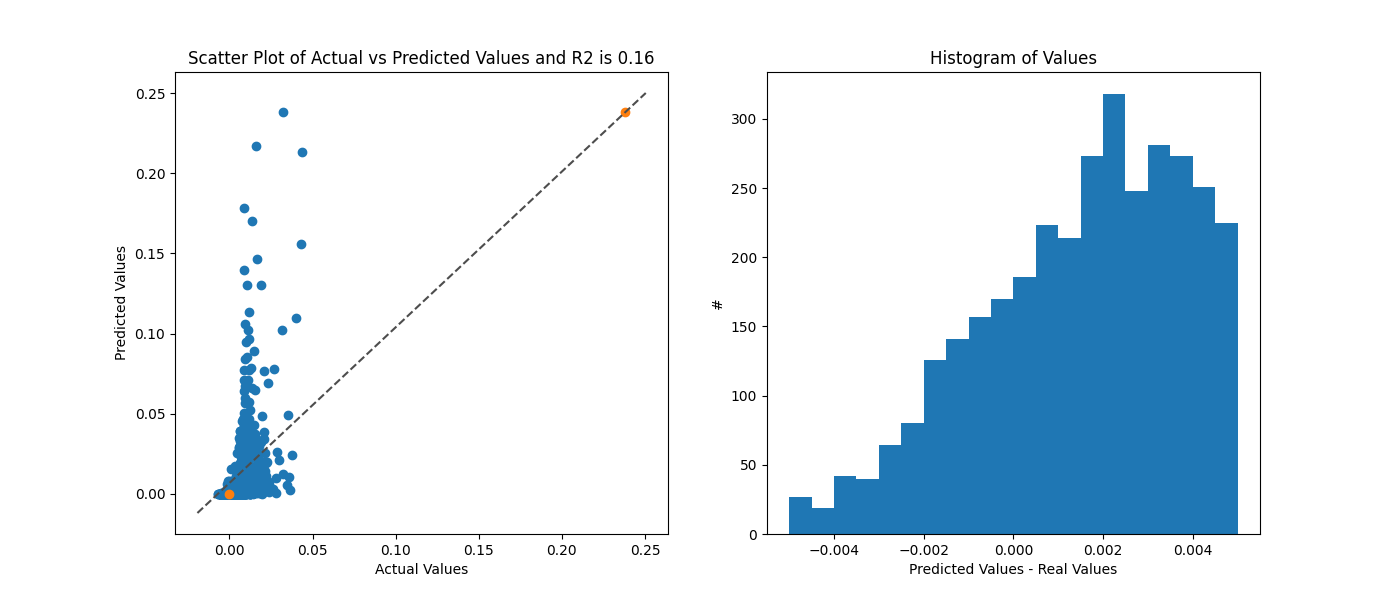 Scatter Plot of Actual vs Predicted Values and R2 is 0.16
0.25
0.20
0.15
0.10
0.05
0.00
Predicted Values
0.00 0.05 0.10 0.15 0.20 0.25
Actual Values
Histogram of Values
300
250
200
150
100
50
0
#
−0.004 −0.002 0.000 0.002 0.004
Predicted Values - Real Values